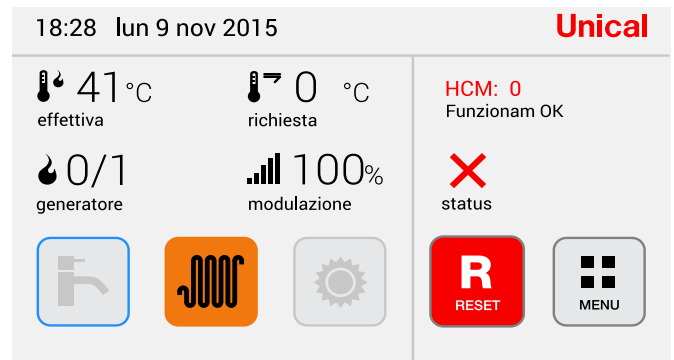 18:28 lun 9 nov 2015 Unical
41°C 0 °C
effettiva richiesta
HCM: 0
Funzionam OK
0/1 100%
generatore modulazione status
R
RESET MENU